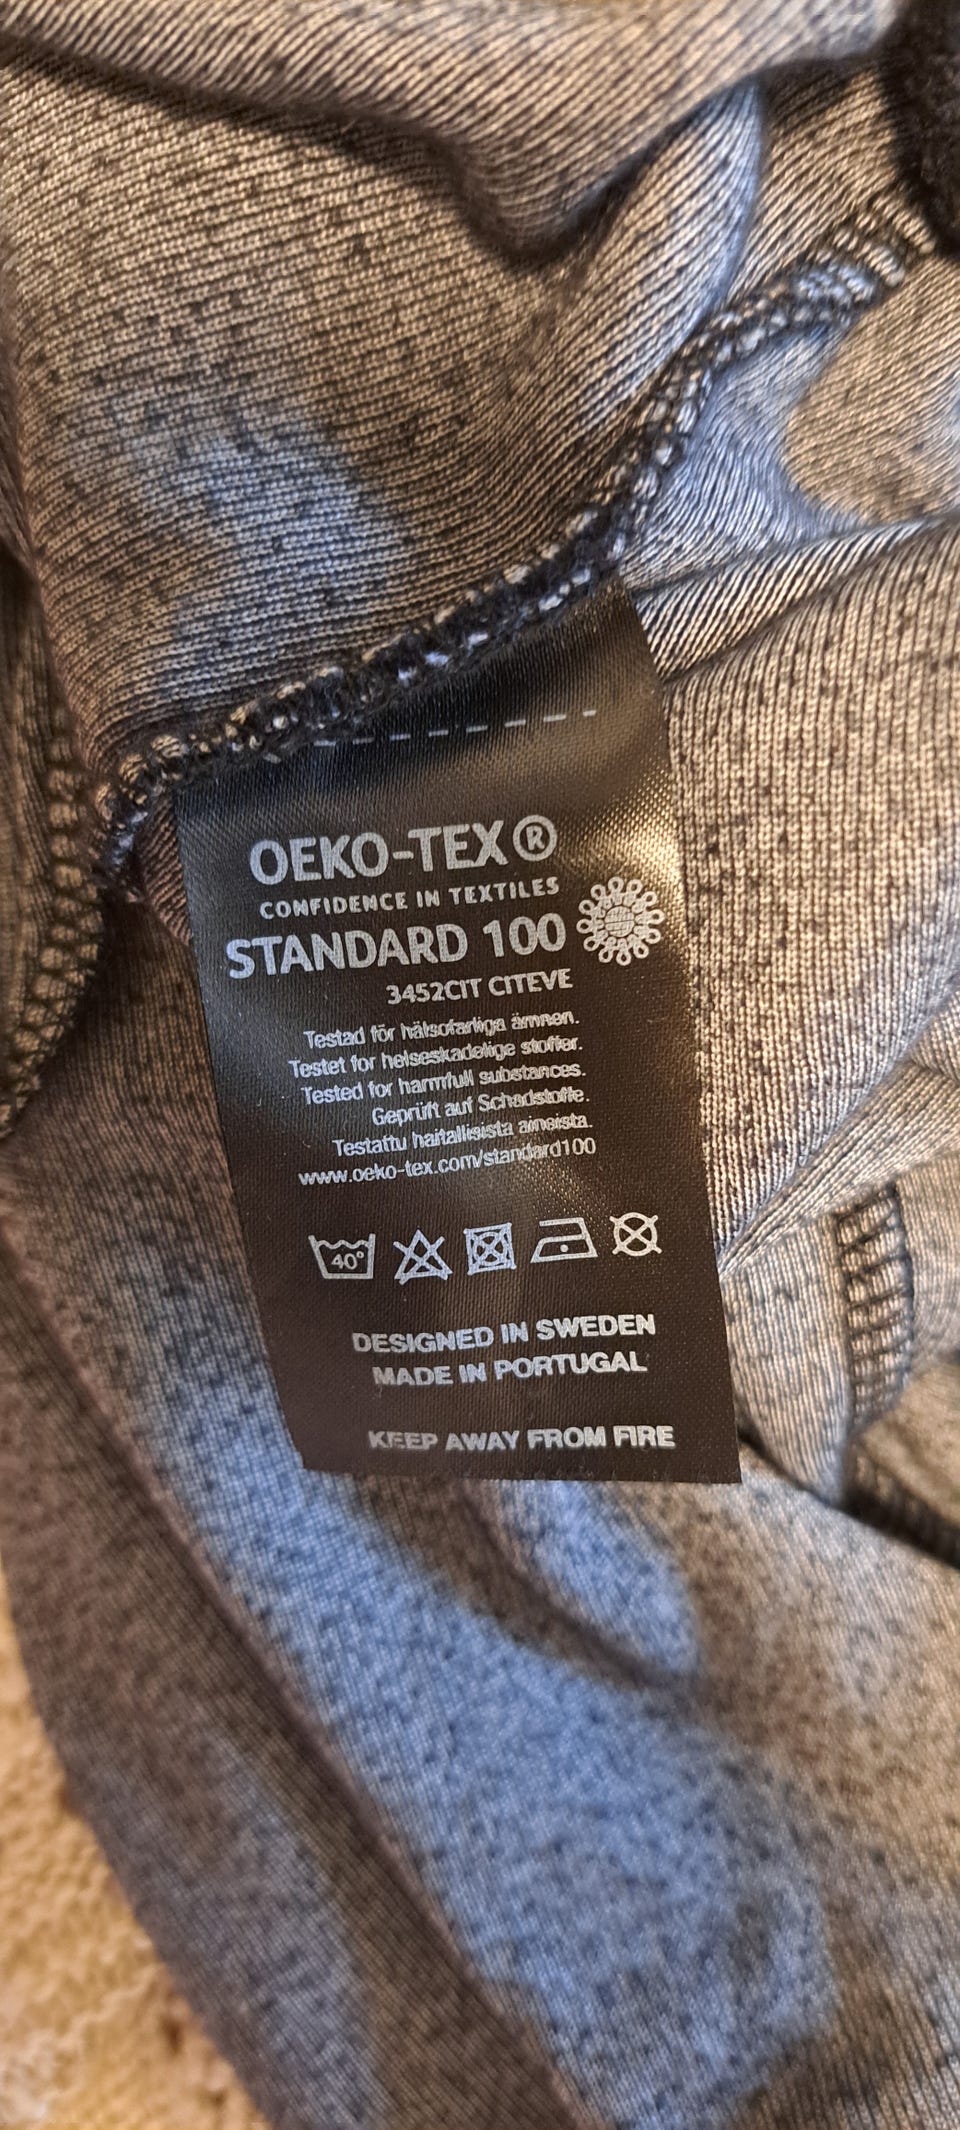 OEKO-TEX®
CONFIDENCE IN TEXTILES
STANDARD 100
3452CIT CITEVE
Testad för hälsofarliga ämnen.
Testet for helseskadelige stoffer.
Tested for harmfull substances.
Geprüft auf Schadstoffe.
Testattu haitallisista aineista.
www.oeko-tex.com/standard100
40°
DESIGNED IN SWEDEN
MADE IN PORTUGAL
KEEP AWAY FROM FIRE